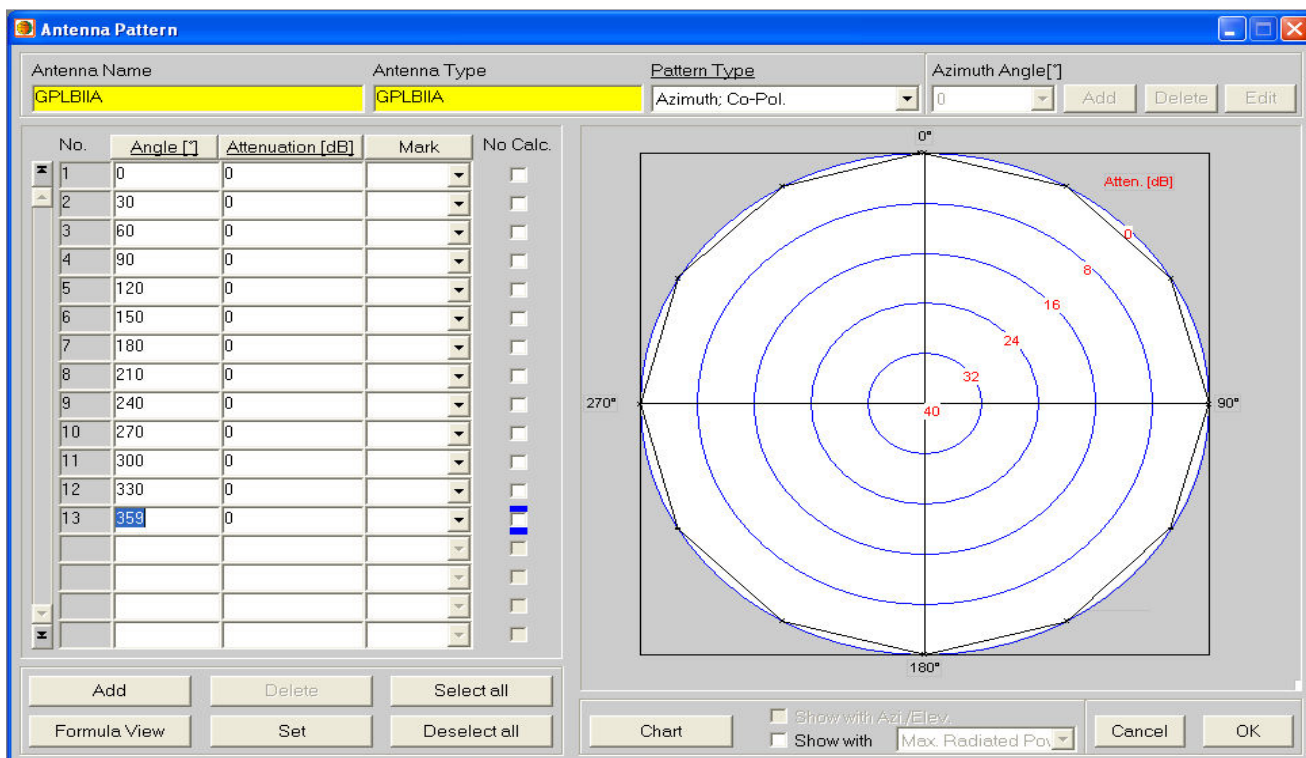 Antenna Pattern
Antenna Name Antenna Type Pattern Type Azimuth Angle[°]
GPLBIIA GPLBIIA Azimuth; Co-Pol. 0 Add Delete Edit
No. Angle [°] Attenuation [dB] Mark No Calc.
1 0 0
2 30 0
3 60 0
4 90 0
5 120 0
6 150 0
7 180 0
8 210 0
9 240 0
10 270 0
11 300 0
12 330 0
13 359 0
Add Delete Select all
Formula View Set Deselect all
0°
Atten. [dB]
0
8
16
24
32
270° 40 90°
180°
Chart Show with Azi./Elev. Cancel OK
Show with Max. Radiated Pov